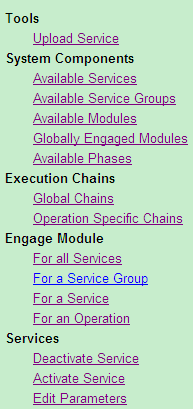 Tools
Upload Service
System Components
Available Services
Available Service Groups
Available Modules
Globally Engaged Modules
Available Phases
Execution Chains
Global Chains
Operation Specific Chains
Engage Module
For all Services
For a Service Group
For a Service
For an Operation
Services
Deactivate Service
Activate Service
Edit Parameters